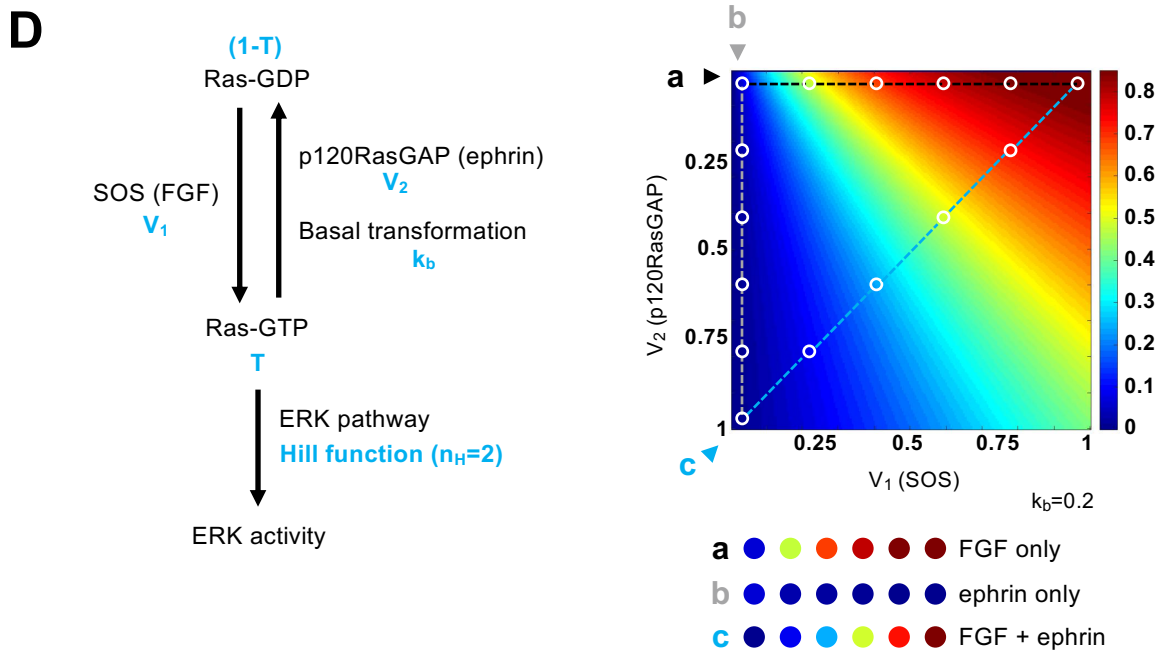 D
(1-T)
Ras-GDP
SOS (FGF)
V1
p120RasGAP (ephrin)
V2
Basal transformation
kb
Ras-GTP
T
ERK pathway
Hill function (nH=2)
ERK activity
b
a
c
V2 (p120RasGAP)
0.25
0.5
0.75
1
0.25
0.5
0.75
1
V1 (SOS)
kb=0.2
0.8
0.7
0.6
0.5
0.4
0.3
0.2
0.1
0
a FGF only
b ephrin only
c FGF + ephrin